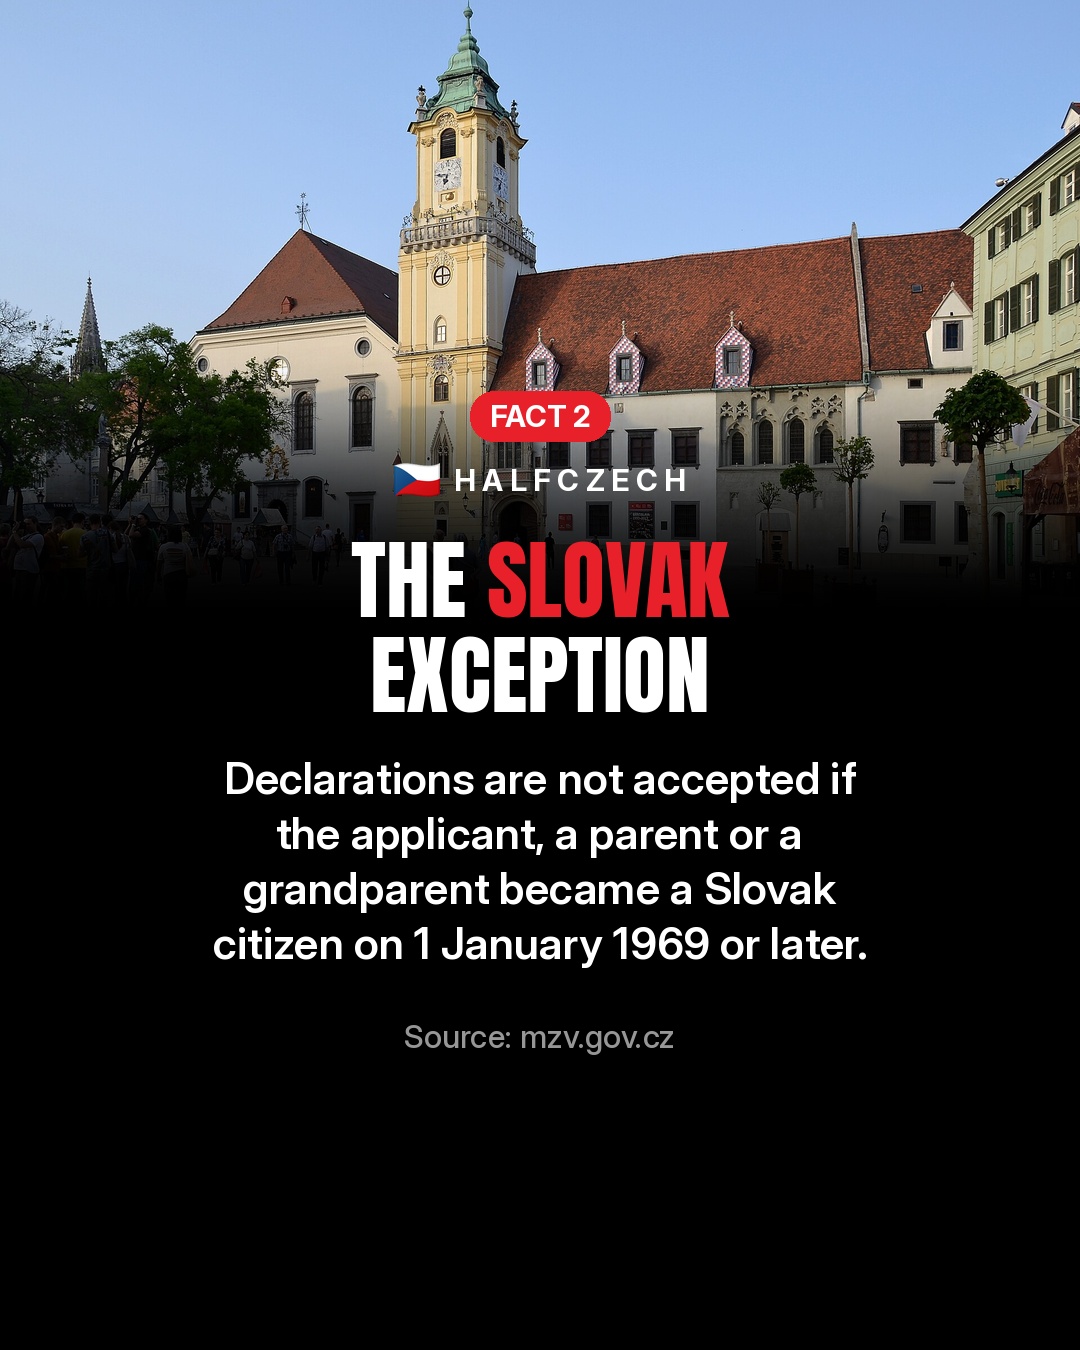 FACT 2
HALFCZECH
THE SLOVAK
EXCEPTION
Declarations are not accepted if
the applicant, a parent or a
grandparent became a Slovak
citizen on 1 January 1969 or later.
Source: mzv.gov.cz